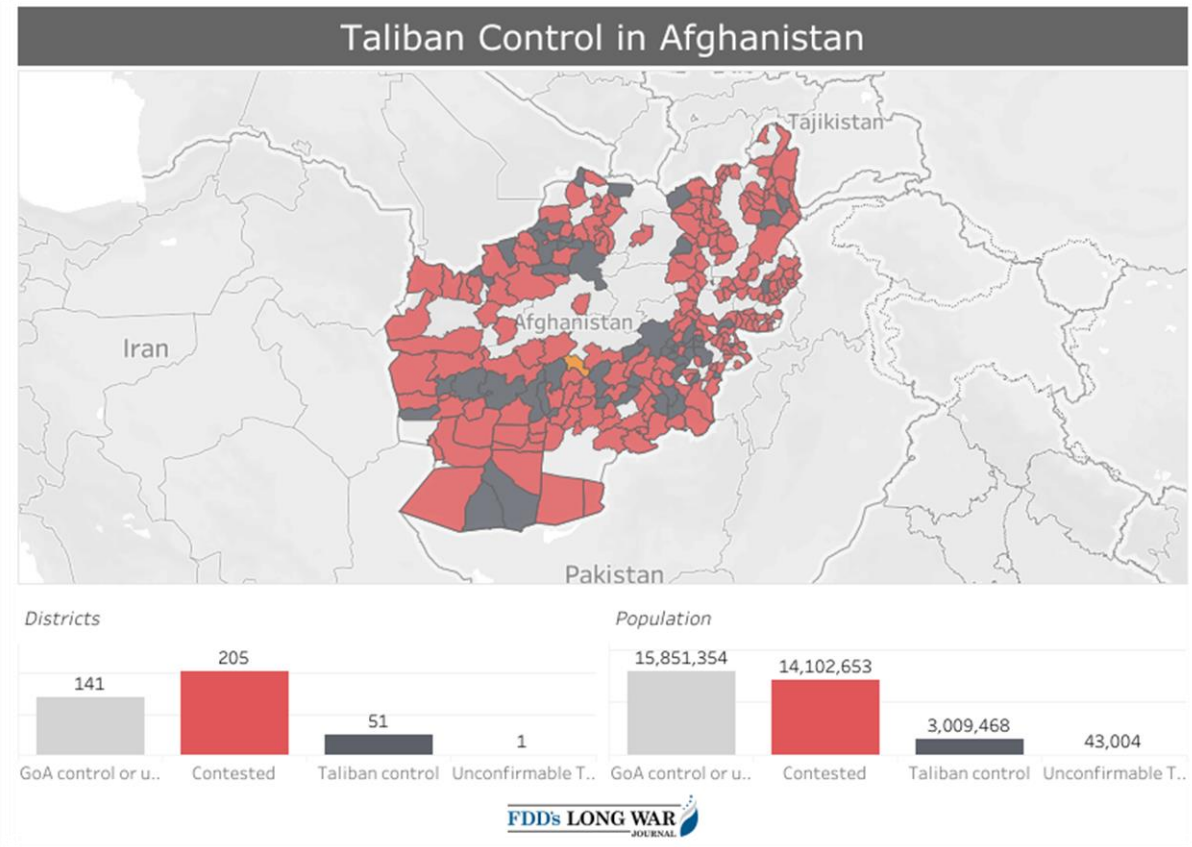 Taliban Control in Afghanistan
Tajikistan
Afghanistan
Iran
Pakistan
Districts
141
205
51
1
GoA control or u..
Contested
Taliban control
Unconfirmable T..
Population
15,851,354
14,102,653
3,009,468
43,004
GoA control or u..
Contested
Taliban control
Unconfirmable T..
FDD's LONG WAR
JOURNAL